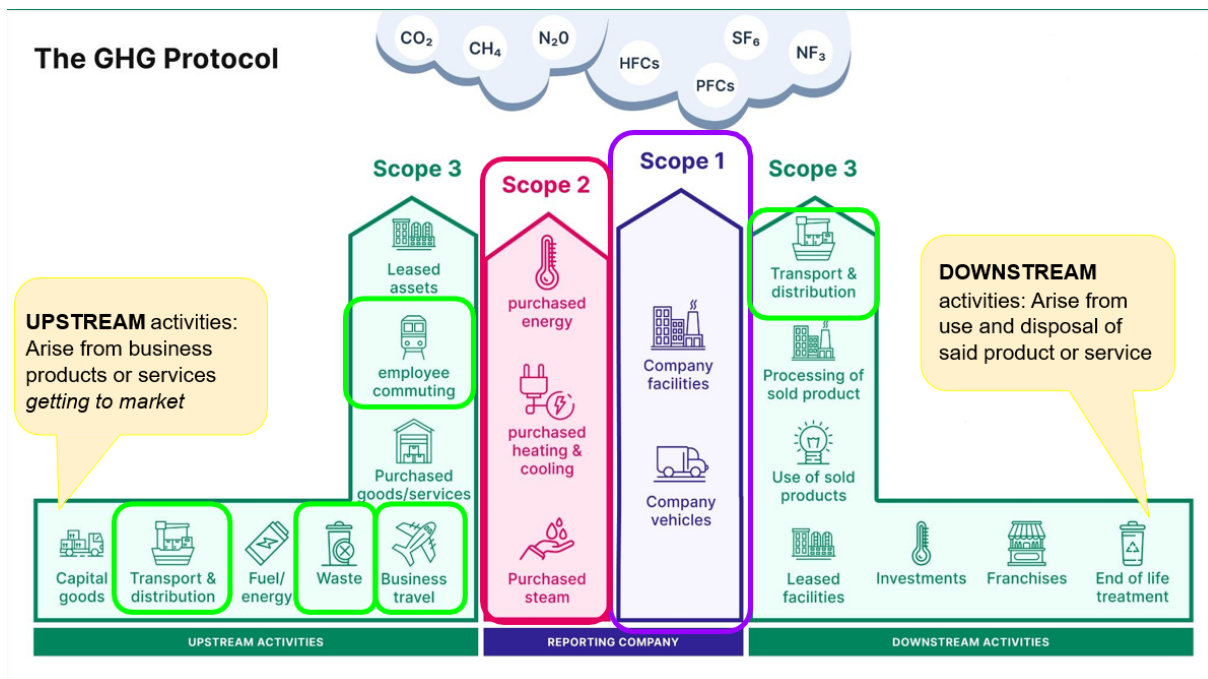 The GHG Protocol
CO₂
CH₄
N₂0
HFCs
SF₆
PFCs
NF₃
Scope 3
Scope 2
Scope 1
Scope 3
UPSTREAM activities:
Arise from business
products or services
getting to market
Leased
assets
employee
commuting
Purchased
goods/services
Capital
goods
Transport &
distribution
Fuel/
energy
Waste
Business
travel
purchased
energy
purchased
heating &
cooling
Purchased
steam
Company
facilities
Company
vehicles
Transport &
distribution
Processing of
sold product
Use of sold
products
Leased
facilities
Investments
Franchises
End of life
treatment
DOWNSTREAM
activities: Arise from
use and disposal of
said product or service
UPSTREAM ACTIVITIES
REPORTING COMPANY
DOWNSTREAM ACTIVITIES